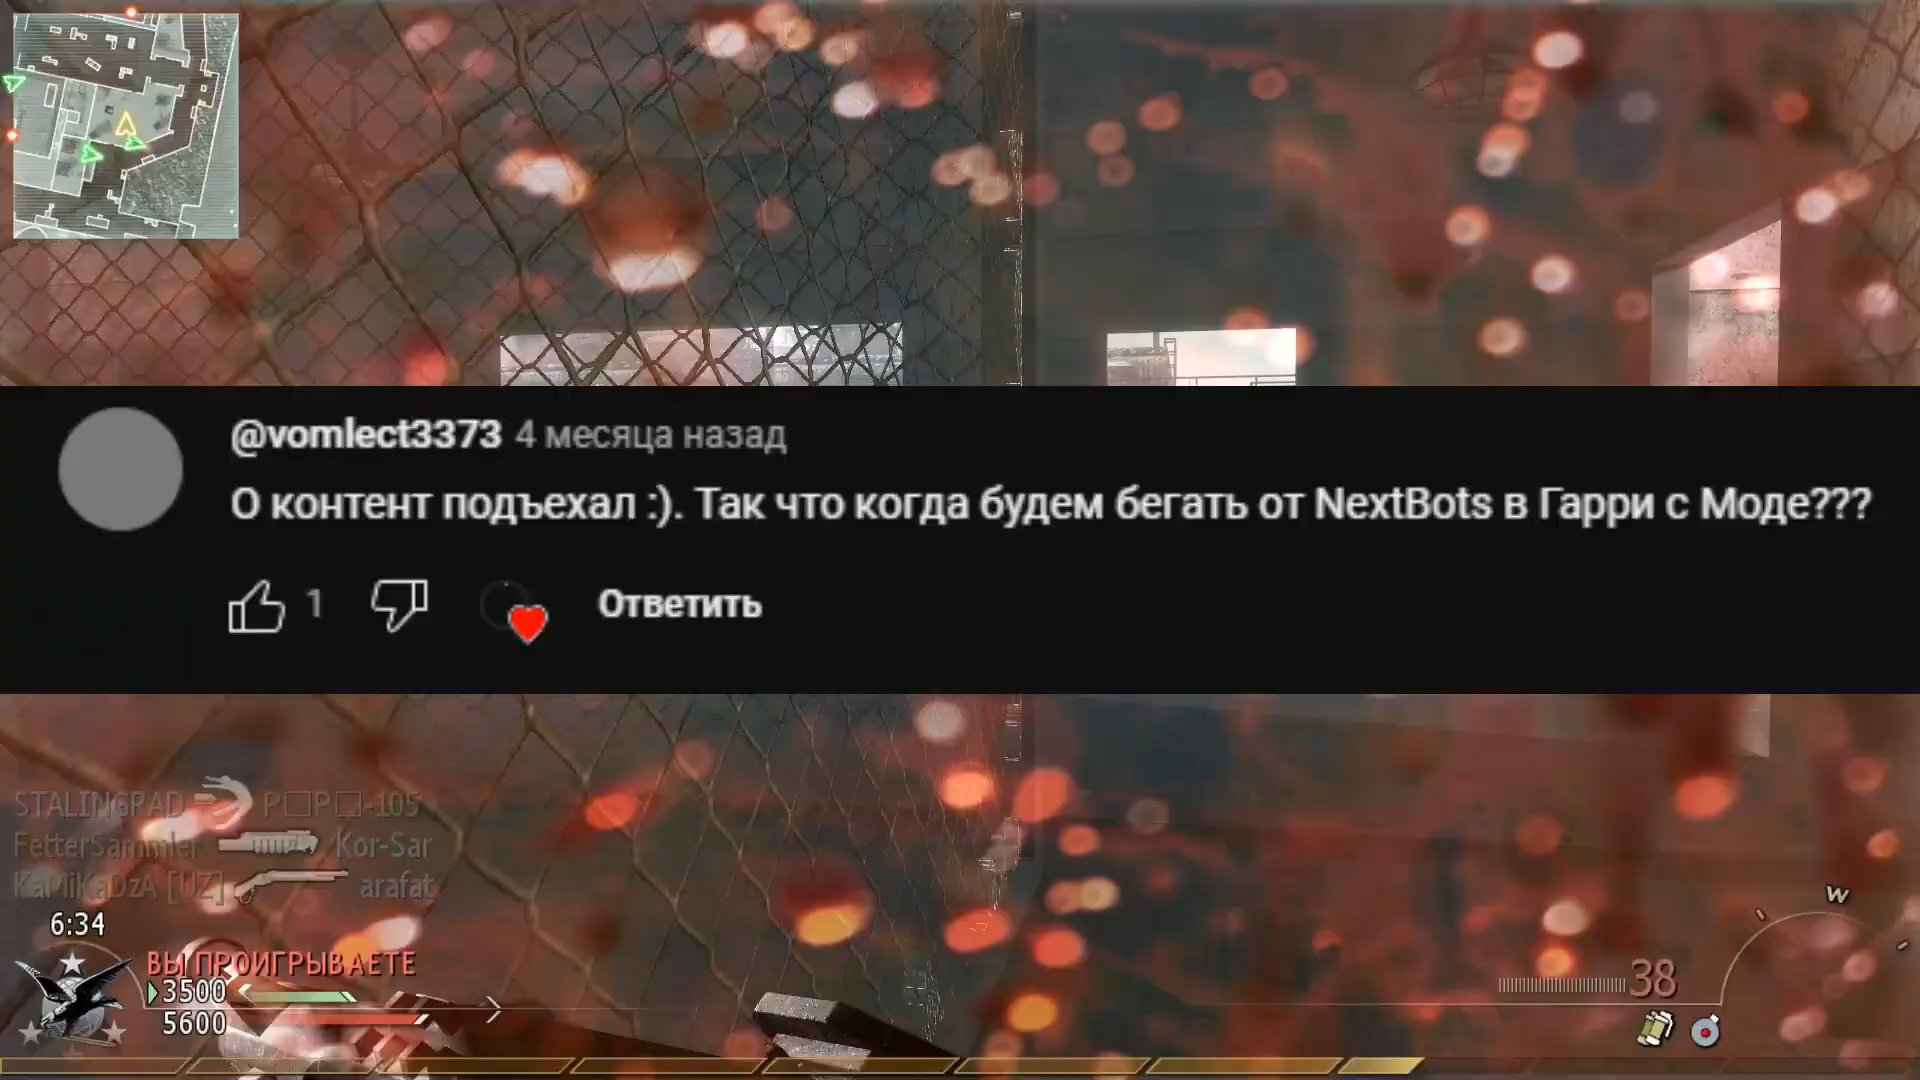 @vomlect3373 4 месяца назад
О контент подъехал :). Так что когда будем бегать от NextBots в Гарри с Моде???
1 Ответить
STALINGRAD P□P□-105
FetterSammler Kor-Sar
KaMiKaDzA [UZ] arafat
6:34
ВЫ ПРОИГРЫВАЕТЕ
3500
5600
38
W